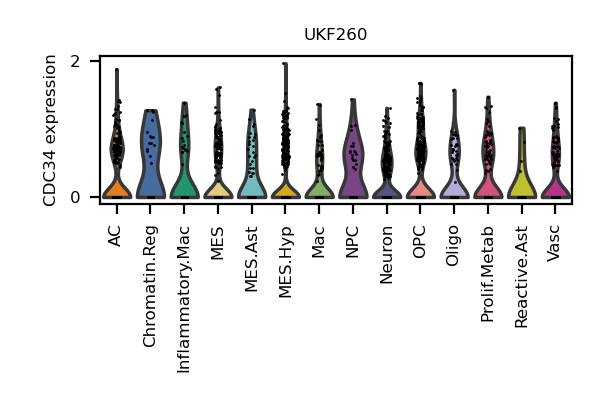 UKF260
CDC34 expression
2
0
AC
Chromatin.Reg
Inflammatory.Mac
MES
MES.Ast
MES.Hyp
Mac
NPC
Neuron
OPC
Oligo
Prolif.Metab
Reactive.Ast
Vasc